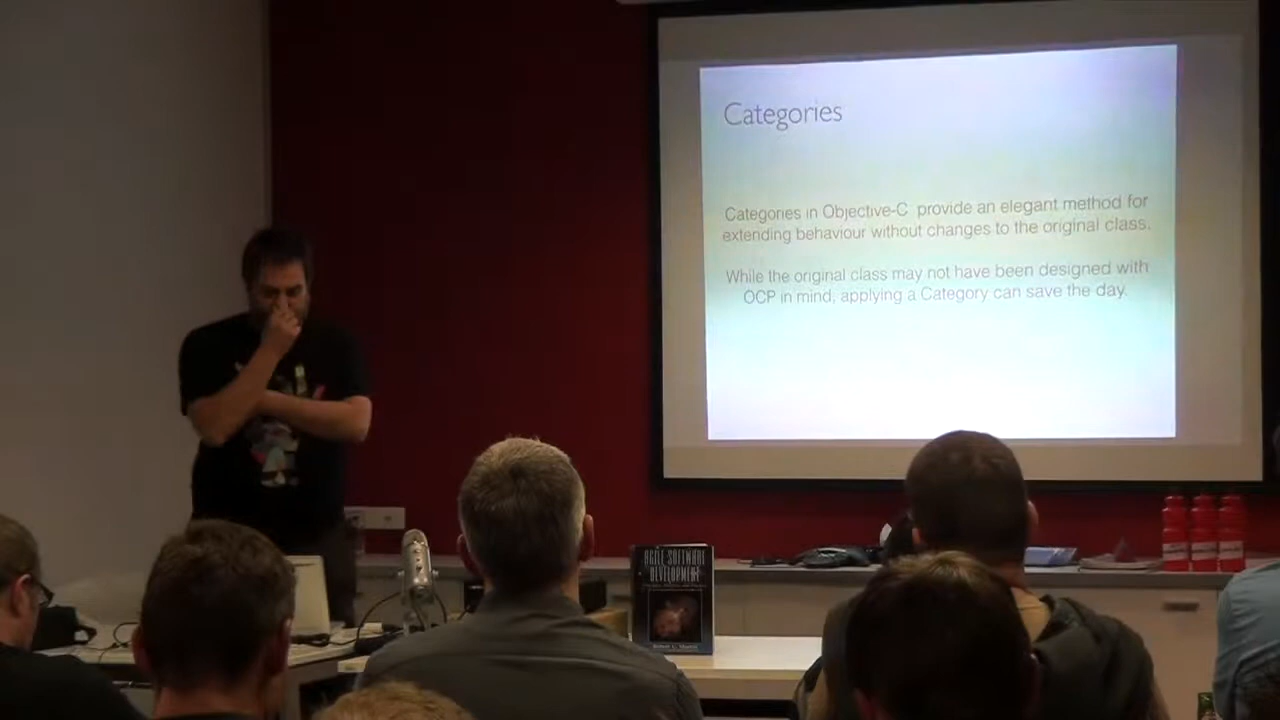 Categories
Categories in Objective-C provide an elegant method for
extending behaviour without changes to the original class.
While the original class may not have been designed with
OCP in mind, applying a Category can save the day.
AGILE SOFTWARE
DEVELOPMENT
Robert C. Martin